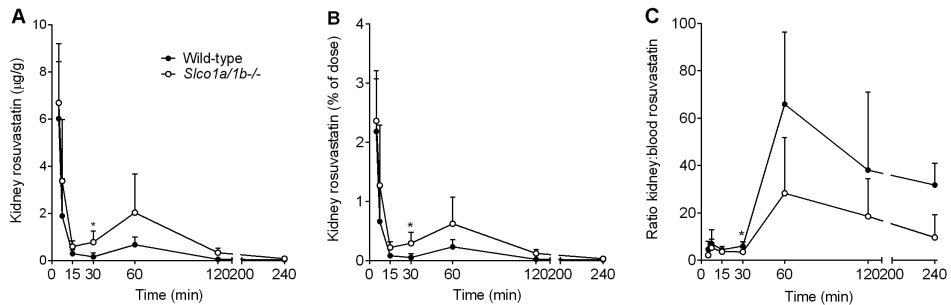 A
Kidney rosuvastatin (µg/g)
10
8
6
4
2
0
0 15 30 60 120 200 240
Time (min)
Wild-type
Slco1a/1b-/-
*
B
Kidney rosuvastatin (% of dose)
4
3
2
1
0
0 15 30 60 120 200 240
Time (min)
*
C
Ratio kidney:blood rosuvastatin
100
80
60
40
20
0
0 15 30 60 120 200 240
Time (min)
*